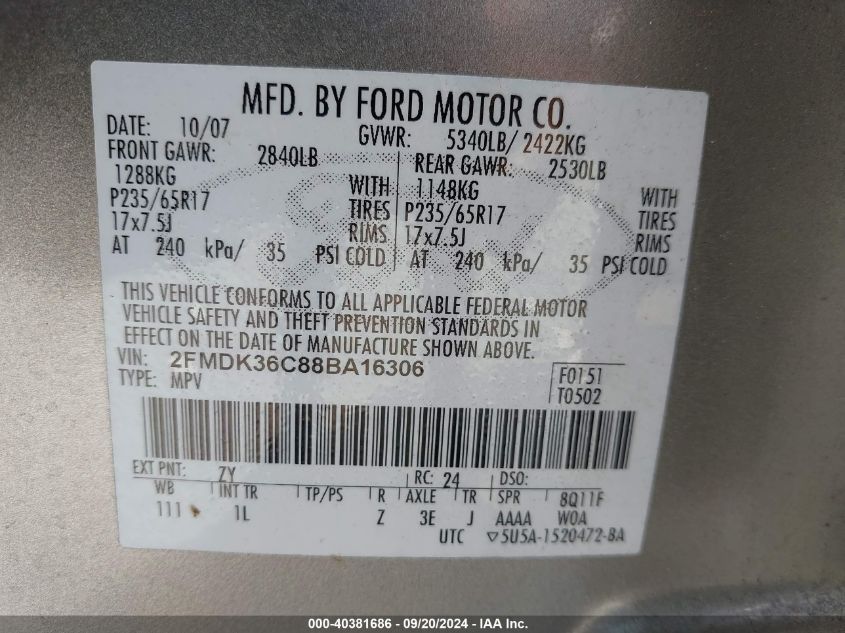 MFD. BY FORD MOTOR CO.
DATE: 10/07 GVWR: 5340LB/ 2422KG
FRONT GAWR: 2840LB REAR GAWR: 2530LB
1288KG WITH 1148KG WITH
P235/65R17 TIRES P235/65R17 TIRES
17x7.5J RIMS 17x7.5J RIMS
AT 240 kPa/ 35 PSI COLD AT 240 kPa/ 35 PSI COLD
THIS VEHICLE CONFORMS TO ALL APPLICABLE FEDERAL MOTOR
VEHICLE SAFETY AND THEFT PREVENTION STANDARDS IN
EFFECT ON THE DATE OF MANUFACTURE SHOWN ABOVE.
VIN: 2FMDK36C88BA16306 F0151
TYPE: MPV T0502
EXT PNT: ZY RC: 24 DSO:
WB INT TR TP/PS R AXLE TR SPR 8Q11F
111 1L Z 3E J AAAA WOA
UTC ▽5U5A-1520472-BA
000-40381686 - 09/20/2024 - IAA Inc.